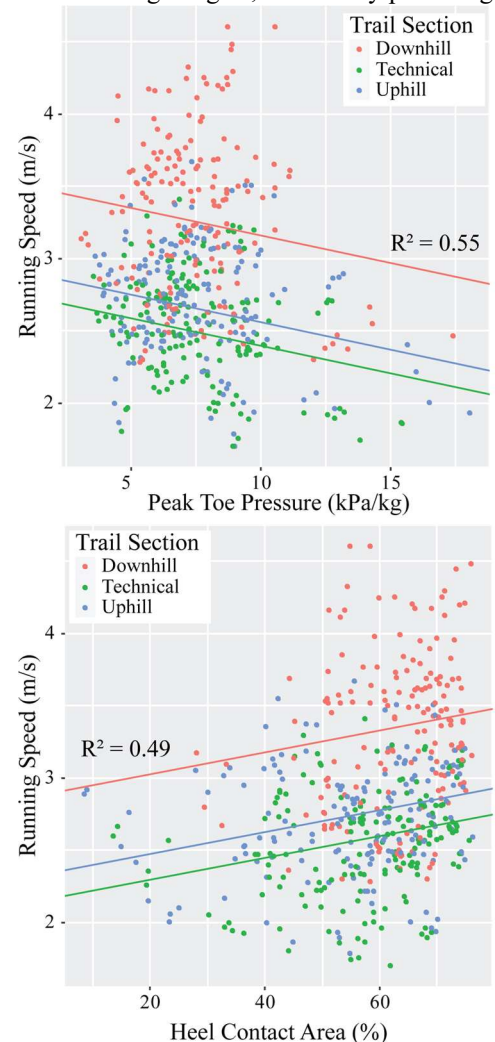 Trail Section
Downhill
Technical
Uphill
4
3
2
Running Speed (m/s)
R² = 0.55
5
10
15
Peak Toe Pressure (kPa/kg)
Trail Section
Downhill
Technical
Uphill
4
3
2
Running Speed (m/s)
R² = 0.49
20
40
60
Heel Contact Area (%)